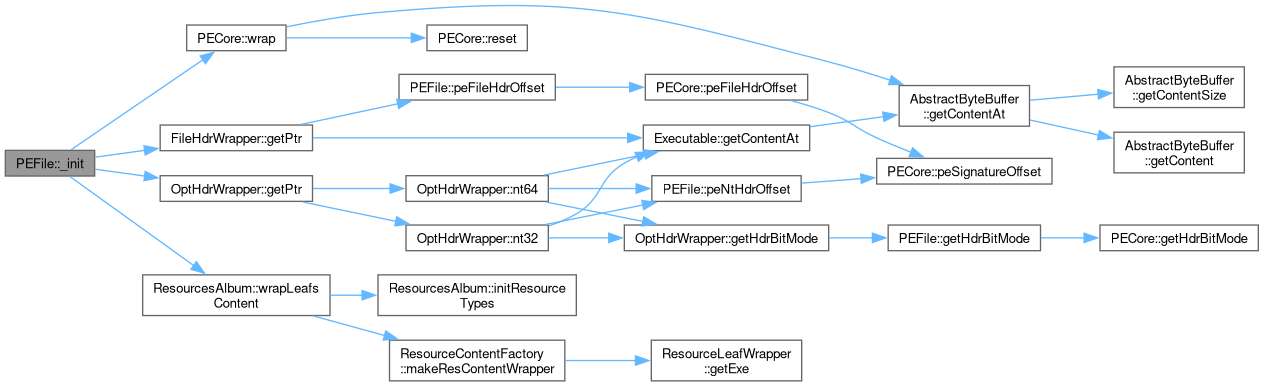 PEFile::_init
PECore::wrap
FileHdrWrapper::getPtr
OptHdrWrapper::getPtr
ResourcesAlbum::wrapLeafs
Content
PECore::reset
PEFile::peFileHdrOffset
OptHdrWrapper::nt64
OptHdrWrapper::nt32
ResourcesAlbum::initResource
Types
ResourceContentFactory
::makeResContentWrapper
PECore::peFileHdrOffset
Executable::getContentAt
PEFile::peNtHdrOffset
OptHdrWrapper::getHdrBitMode
ResourceLeafWrapper
::getExe
AbstractByteBuffer
::getContentAt
PECore::peSignatureOffset
PEFile::getHdrBitMode
AbstractByteBuffer
::getContentSize
AbstractByteBuffer
::getContent
PECore::getHdrBitMode